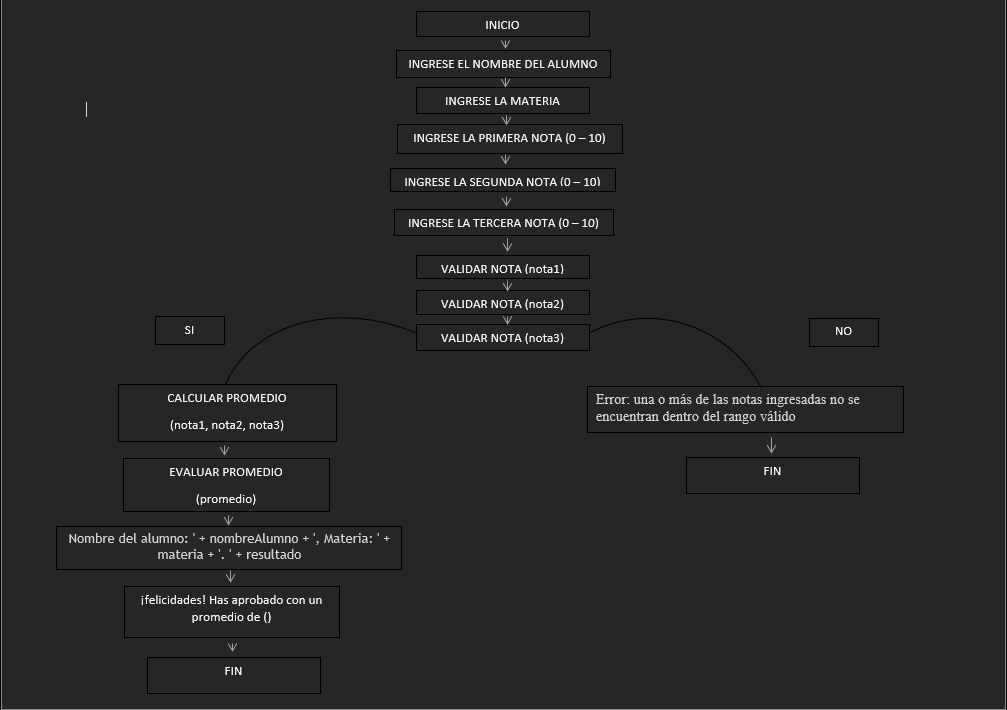 INICIO
INGRESE EL NOMBRE DEL ALUMNO
INGRESE LA MATERIA
INGRESE LA PRIMERA NOTA (0 – 10)
INGRESE LA SEGUNDA NOTA (0 – 10)
INGRESE LA TERCERA NOTA (0 – 10)
VALIDAR NOTA (nota1)
VALIDAR NOTA (nota2)
VALIDAR NOTA (nota3)
SI
CALCULAR PROMEDIO
(nota1, nota2, nota3)
EVALUAR PROMEDIO
(promedio)
Nombre del alumno: ' + nombreAlumno + ', Materia: ' +
materia + '. ' + resultado
¡felicidades! Has aprobado con un
promedio de ()
FIN
NO
Error: una o más de las notas ingresadas no se
encuentran dentro del rango válido
FIN